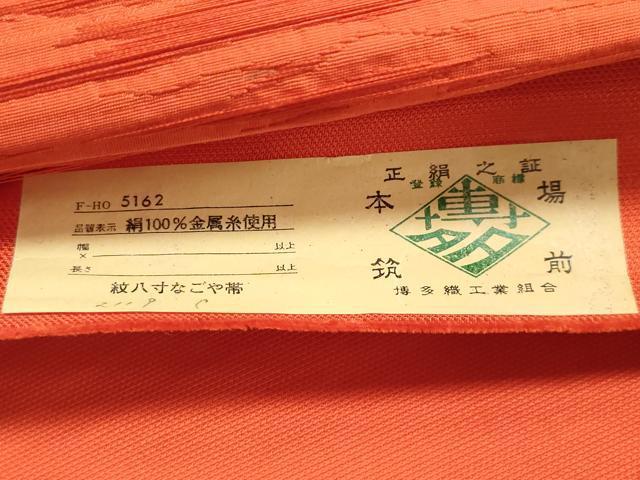 F-HO 5162
品質表示 絹100%金属糸使用
幅 以上
×
長さ 以上
紋八寸なごや帯
正絹之証
登録 商標
本場
博多
筑前
博多織工業組合